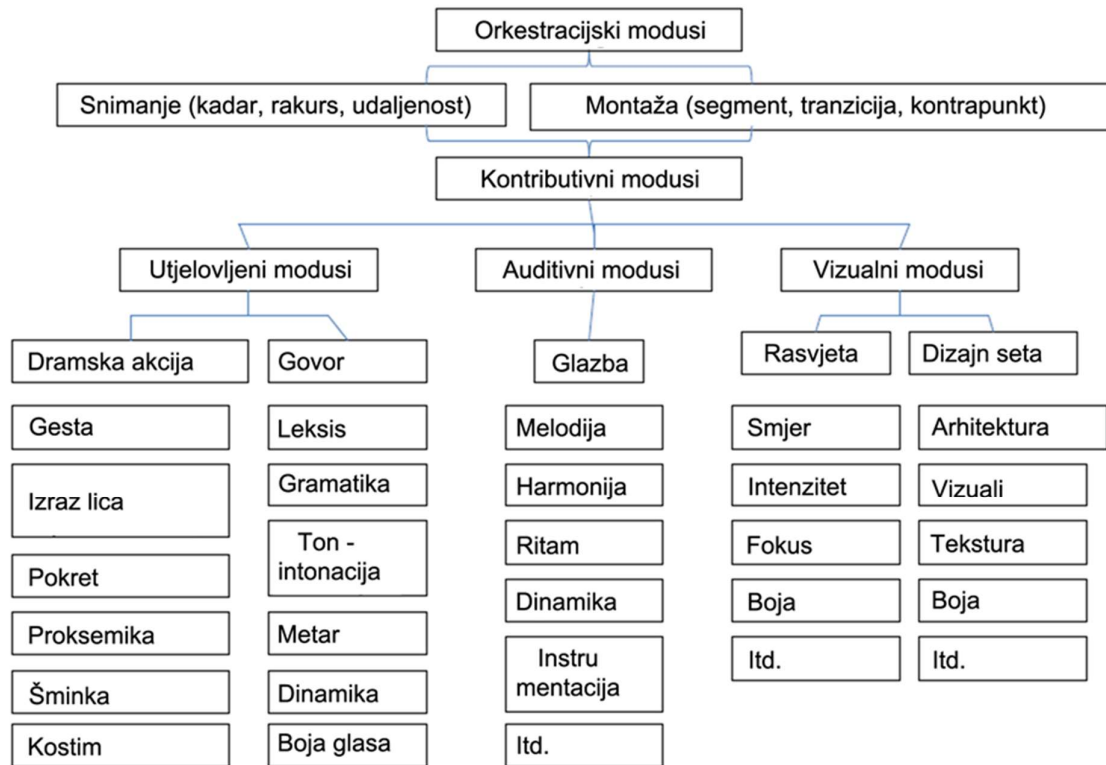 Orkestracijski modusi
Snimanje (kadar, rakurs, udaljenost)
Montaža (segment, tranzicija, kontrapunkt)
Kontributivni modusi
Utjelovljeni modusi
Auditivni modusi
Vizualni modusi
Dramska akcija
Govor
Glazba
Rasvjeta
Dizajn seta
Gesta
Izraz lica
Pokret
Proksemika
Šminka
Kostim
Leksis
Gramatika
Ton -
intonacija
Metar
Dinamika
Boja glasa
Melodija
Harmonija
Ritam
Dinamika
Instru
mentacija
Itd.
Smjer
Intenzitet
Fokus
Boja
Itd.
Arhitektura
Vizuali
Tekstura
Boja
Itd.